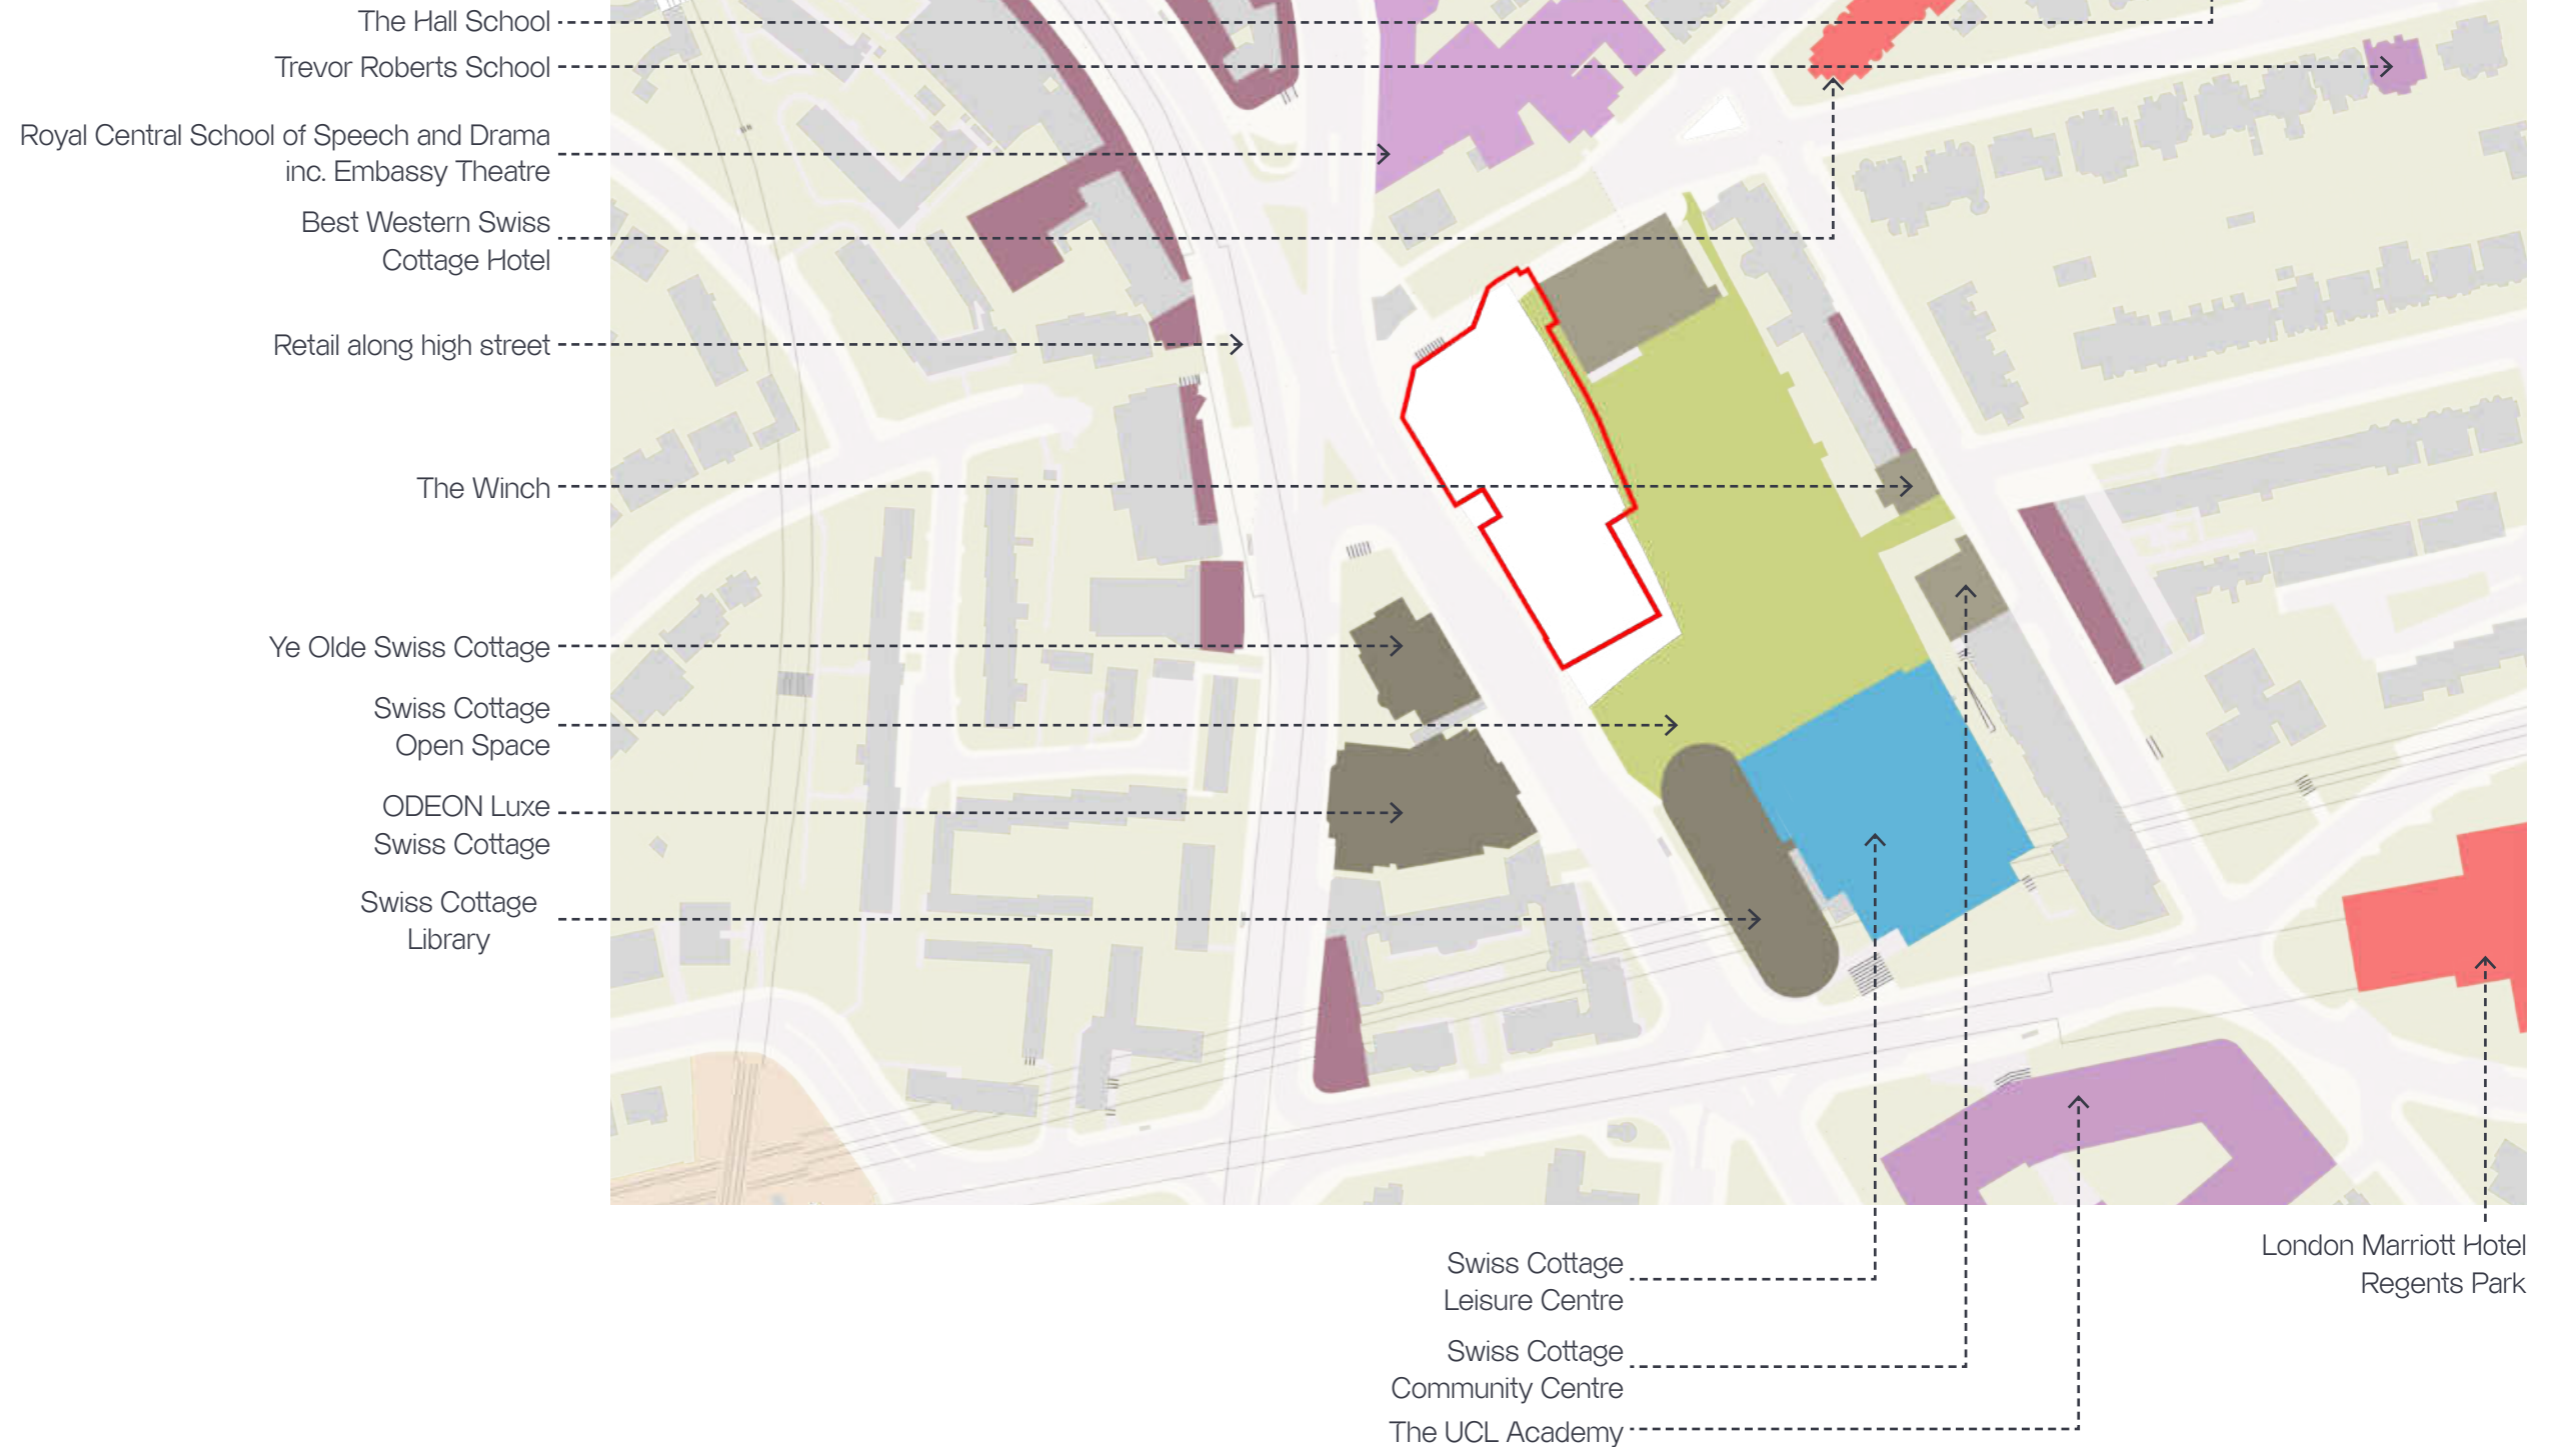 The Hall School
Trevor Roberts School
Royal Central School of Speech and Drama
inc. Embassy Theatre
Best Western Swiss
Cottage Hotel
Retail along high street
The Winch
Ye Olde Swiss Cottage
Swiss Cottage
Open Space
ODEON Luxe
Swiss Cottage
Swiss Cottage
Library
Swiss Cottage
Leisure Centre
Swiss Cottage
Community Centre
The UCL Academy
London Marriott Hotel
Regents Park